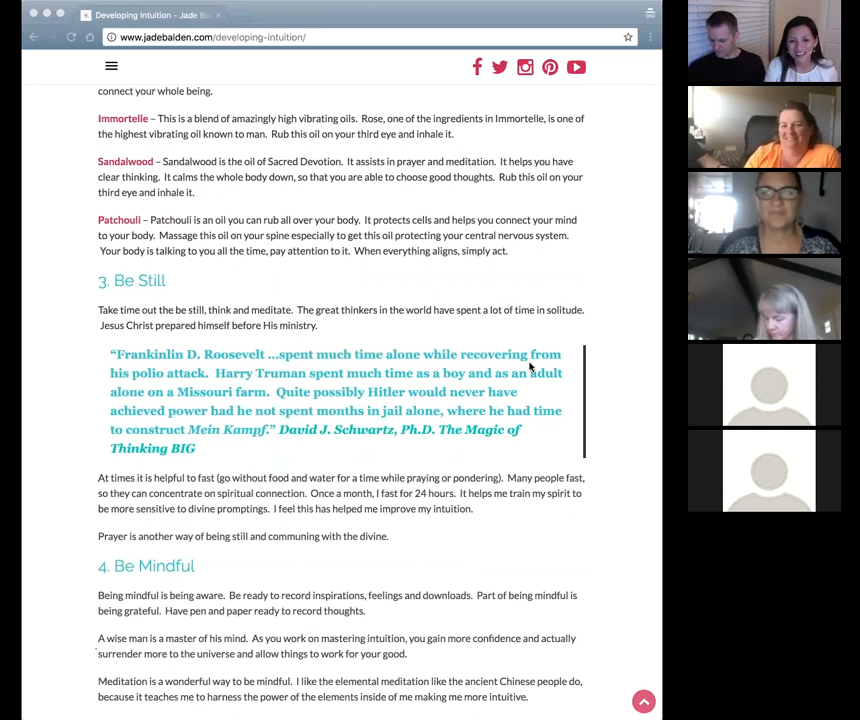 Developing Intuition – Jade Ba
www.jadebalden.com/developing-intuition/
connect your whole being.
Immortelle – This is a blend of amazingly high vibrating oils. Rose, one of the ingredients in Immortelle, is one of
the highest vibrating oil known to man. Rub this oil on your third eye and inhale it.
Sandalwood – Sandalwood is the oil of Sacred Devotion. It assists in prayer and meditation. It helps you have
clear thinking. It calms the whole body down, so that you are able to choose good thoughts. Rub this oil on your
third eye and inhale it.
Patchouli – Patchouli is an oil you can rub all over your body. It protects cells and helps you connect your mind
to your body. Massage this oil on your spine especially to get this oil protecting your central nervous system.
Your body is talking to you all the time, pay attention to it. When everything aligns, simply act.
3. Be Still
Take time out the be still, think and meditate. The great thinkers in the world have spent a lot of time in solitude.
Jesus Christ prepared himself before His ministry.
“Frankinlin D. Roosevelt ...spent much time alone while recovering from
his polio attack. Harry Truman spent much time as a boy and as an adult
alone on a Missouri farm. Quite possibly Hitler would never have
achieved power had he not spent months in jail alone, where he had time
to construct Mein Kampf.” David J. Schwartz, Ph.D. The Magic of
Thinking BIG
At times it is helpful to fast (go without food and water for a time while praying or pondering). Many people fast,
so they can concentrate on spiritual connection. Once a month, I fast for 24 hours. It helps me train my spirit to
be more sensitive to divine promptings. I feel this has helped me improve my intuition.
Prayer is another way of being still and communing with the divine.
4. Be Mindful
Being mindful is being aware. Be ready to record inspirations, feelings and downloads. Part of being mindful is
being grateful. Have pen and paper ready to record thoughts.
A wise man is a master of his mind. As you work on mastering intuition, you gain more confidence and actually
surrender more to the universe and allow things to work for your good.
Meditation is a wonderful way to be mindful. I like the elemental meditation like the ancient Chinese people do,
because it teaches me to harness the power of the elements inside of me making me more intuitive.